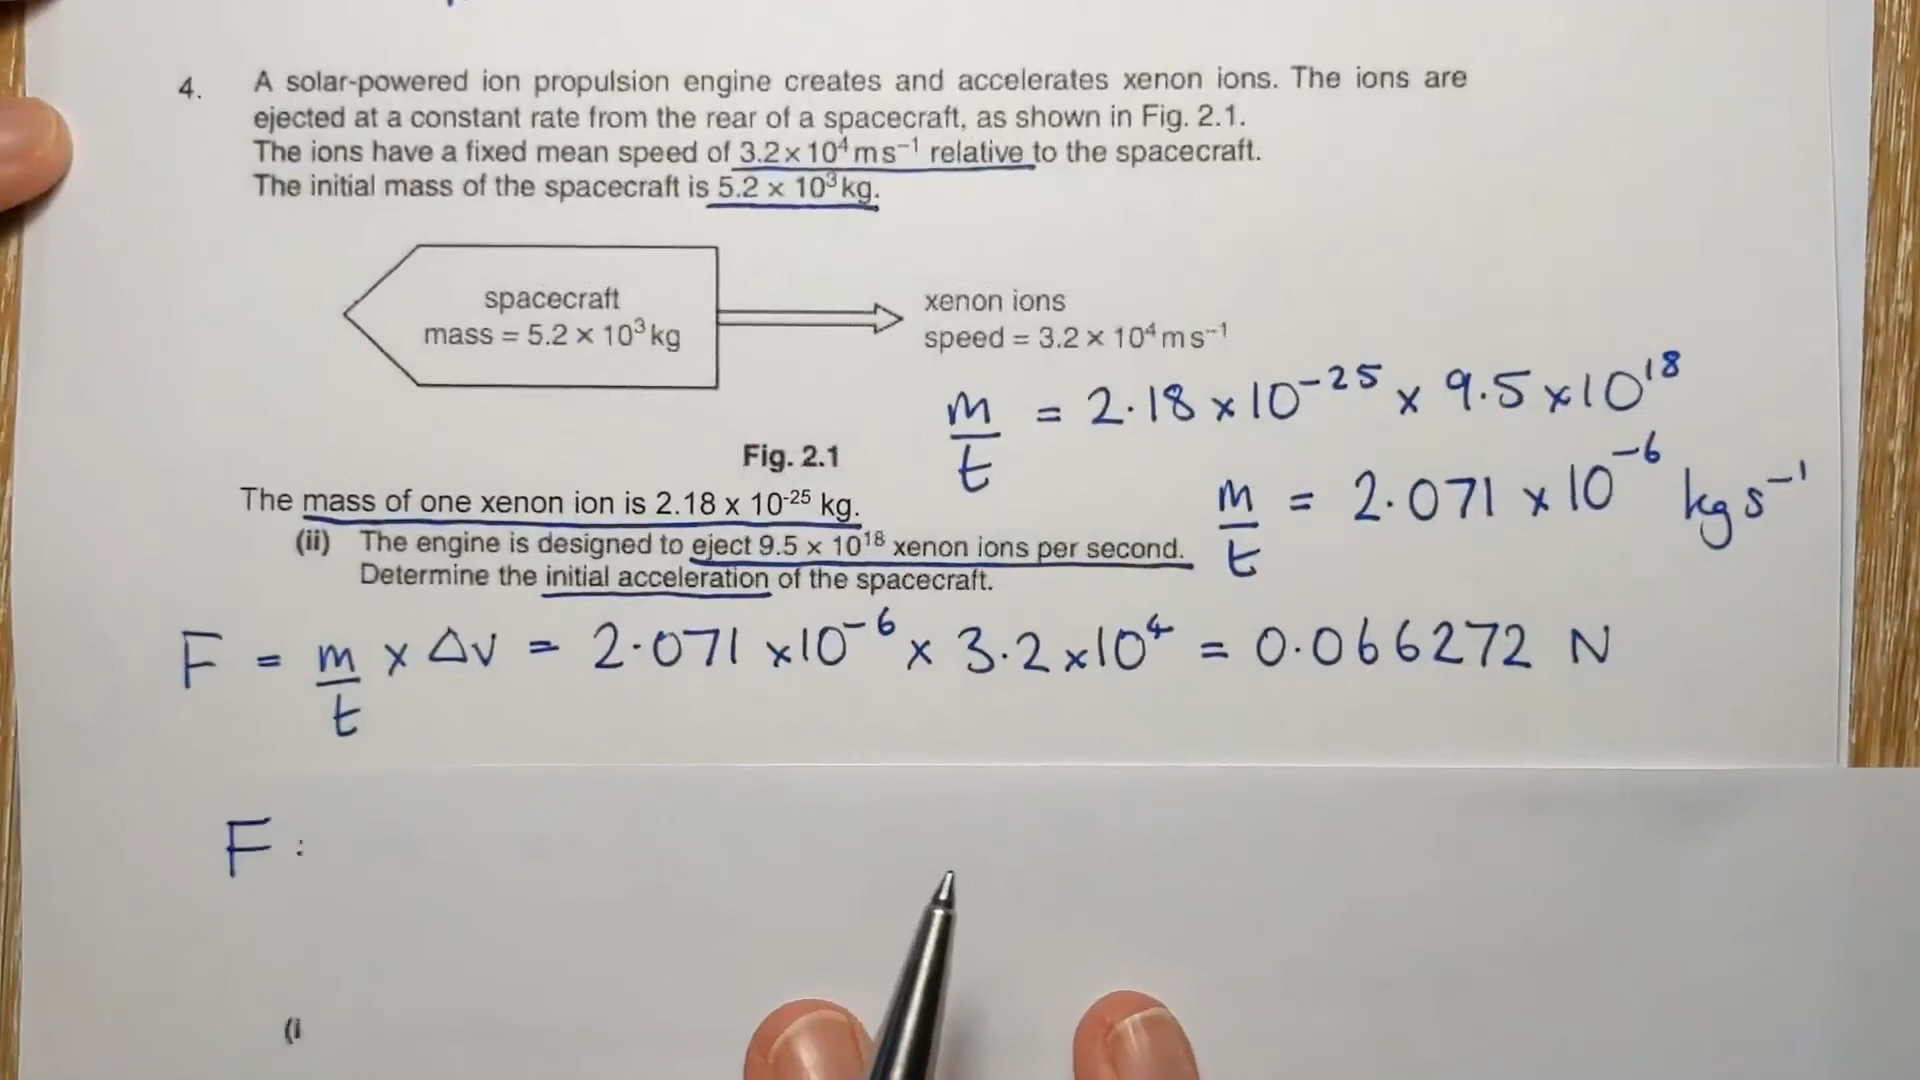 4. A solar-powered ion propulsion engine creates and accelerates xenon ions. The ions are
ejected at a constant rate from the rear of a spacecraft, as shown in Fig. 2.1.
The ions have a fixed mean speed of 3.2 × 10⁴ m s⁻¹ relative to the spacecraft.
The initial mass of the spacecraft is 5.2 × 10³ kg.
spacecraft
mass = 5.2 × 10³ kg
xenon ions
speed = 3.2 × 10⁴ m s⁻¹
m/t = 2.18 × 10⁻²⁵ × 9.5 × 10¹⁸
Fig. 2.1
m/t = 2.071 × 10⁻⁶ kg s⁻¹
The mass of one xenon ion is 2.18 x 10⁻²⁵ kg.
(ii) The engine is designed to eject 9.5 × 10¹⁸ xenon ions per second.
Determine the initial acceleration of the spacecraft.
F = m/t × Δv = 2.071 × 10⁻⁶ × 3.2 × 10⁴ = 0.066272 N
F :
(i